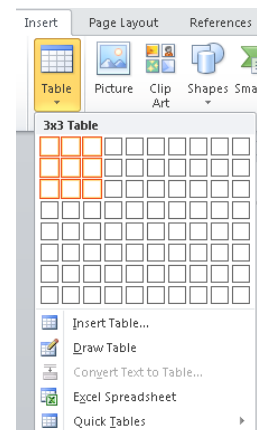 Insert Page Layout References
Table Picture Clip Art Shapes Sma
3x3 Table
Insert Table...
Draw Table
Convert Text to Table...
Excel Spreadsheet
Quick Tables